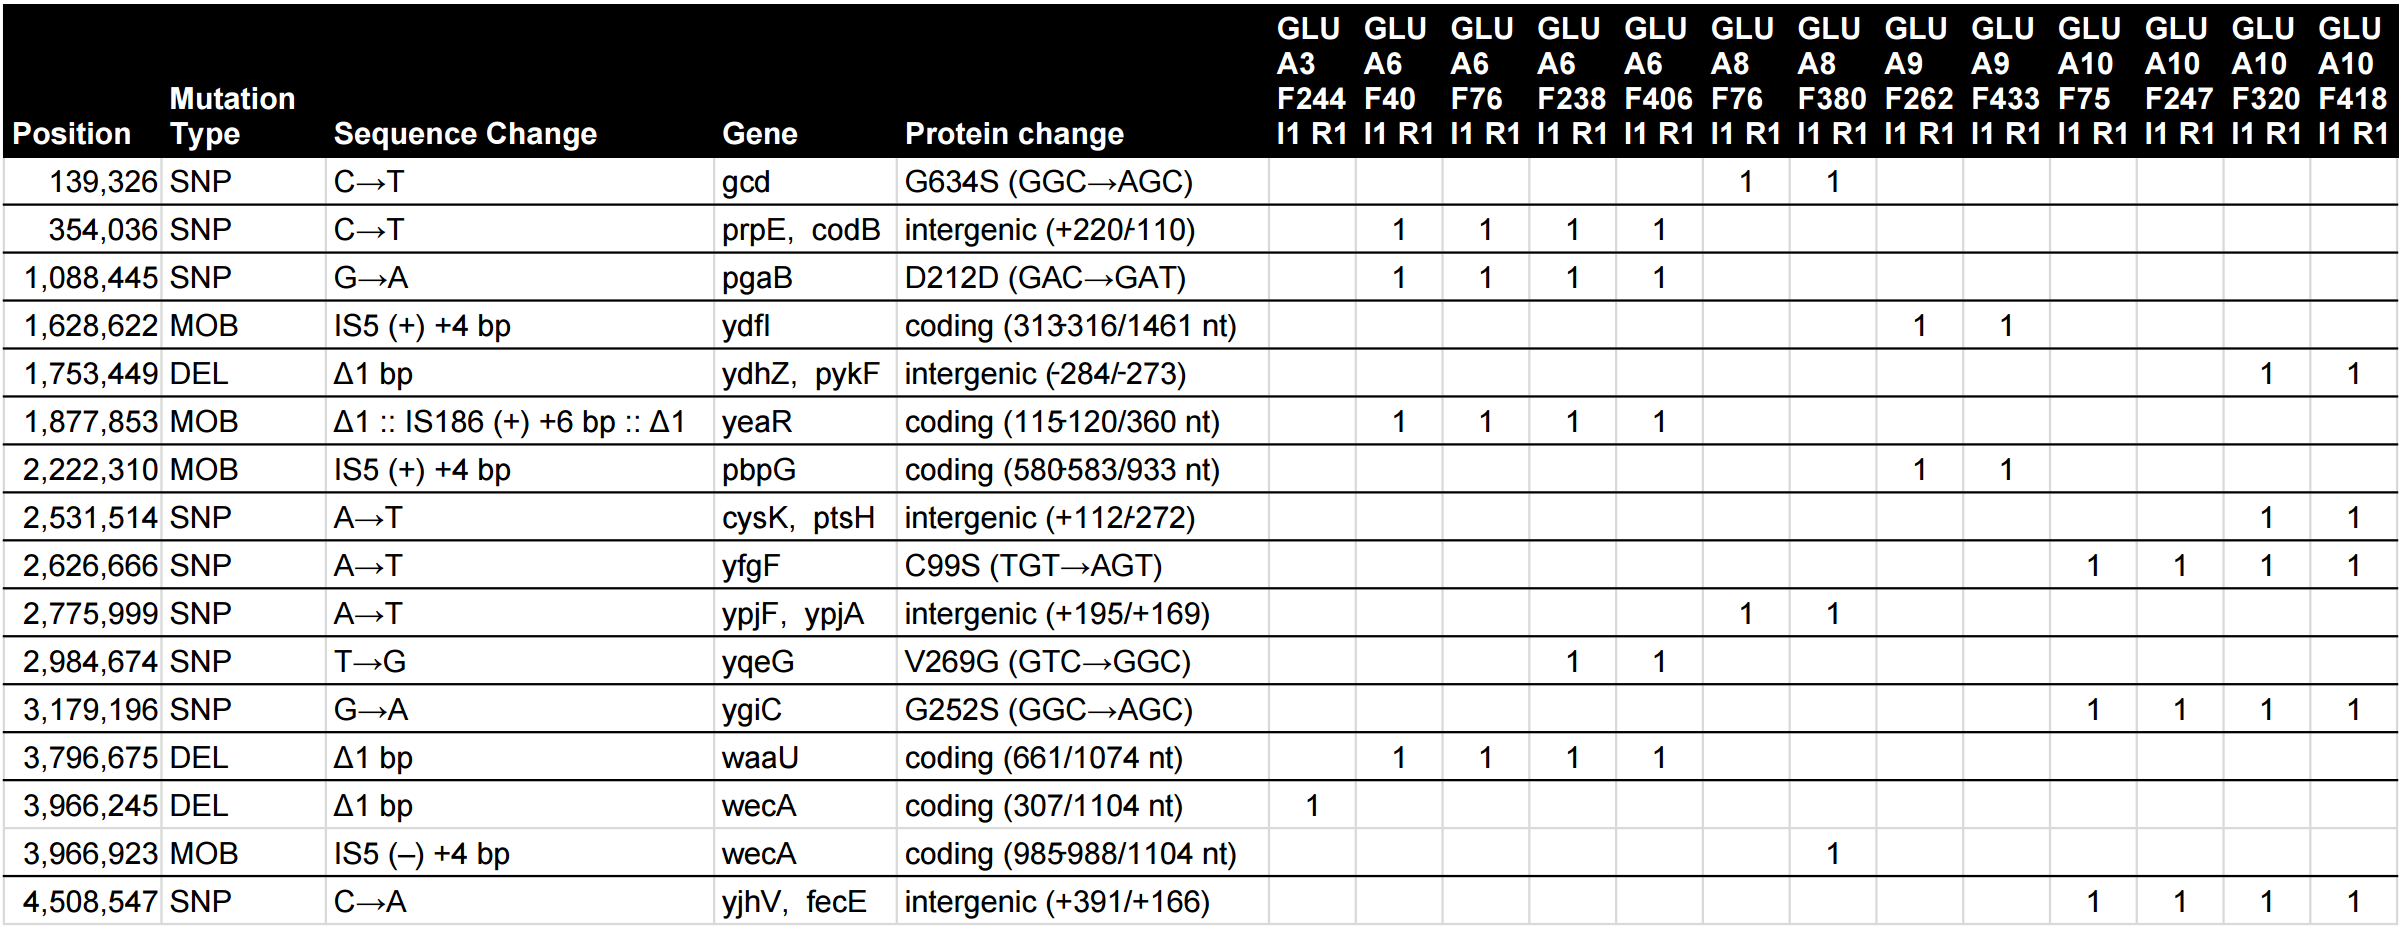 Position Mutation Type Sequence Change Gene Protein change GLU A3 F244 I1 R1 GLU A6 F40 I1 R1 GLU A6 F76 I1 R1 GLU A6 F238 I1 R1 GLU A6 F406 I1 R1 GLU A8 F76 I1 R1 GLU A8 F380 I1 R1 GLU A9 F262 I1 R1 GLU A9 F433 I1 R1 GLU A10 F75 I1 R1 GLU A10 F247 I1 R1 GLU A10 F320 I1 R1 GLU A10 F418 I1 R1
139,326 SNP C→T gcd G634S (GGC→AGC) 1 1
354,036 SNP C→T prpE, codB intergenic (+220/-110) 1 1 1 1
1,088,445 SNP G→A pgaB D212D (GAC→GAT) 1 1 1 1
1,628,622 MOB IS5 (+) +4 bp ydfI coding (313-316/1461 nt) 1 1
1,753,449 DEL Δ1 bp ydhZ, pykF intergenic (-284/-273) 1 1
1,877,853 MOB Δ1 :: IS186 (+) +6 bp :: Δ1 yeaR coding (115-120/360 nt) 1 1 1 1
2,222,310 MOB IS5 (+) +4 bp pbpG coding (580-583/933 nt) 1 1
2,531,514 SNP A→T cysK, ptsH intergenic (+112/-272) 1 1
2,626,666 SNP A→T yfgF C99S (TGT→AGT) 1 1 1 1
2,775,999 SNP A→T ypjF, ypjA intergenic (+195/+169) 1 1
2,984,674 SNP T→G yqeG V269G (GTC→GGC) 1 1
3,179,196 SNP G→A ygiC G252S (GGC→AGC) 1 1 1 1
3,796,675 DEL Δ1 bp waaU coding (661/1074 nt) 1 1 1 1
3,966,245 DEL Δ1 bp wecA coding (307/1104 nt) 1
3,966,923 MOB IS5 (–) +4 bp wecA coding (985-988/1104 nt) 1
4,508,547 SNP C→A yjhV, fecE intergenic (+391/+166) 1 1 1 1